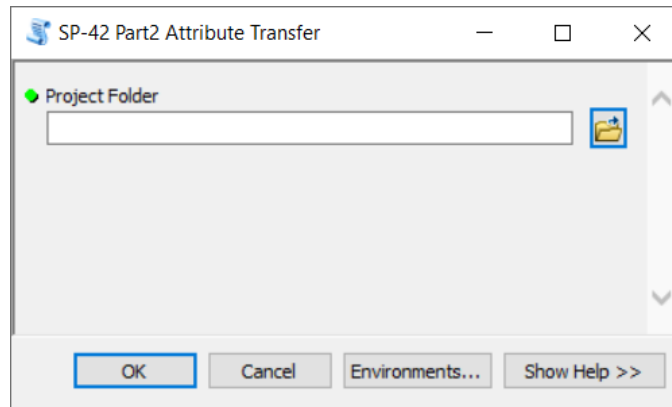 SP-42 Part2 Attribute Transfer
Project Folder
OK
Cancel
Environments...
Show Help >>